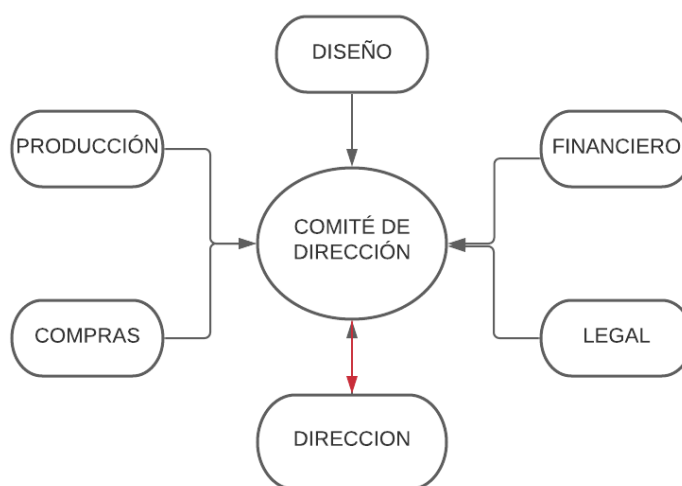 DISEÑO
PRODUCCIÓN
FINANCIERO
COMITÉ DE
DIRECCIÓN
COMPRAS
LEGAL
DIRECCION